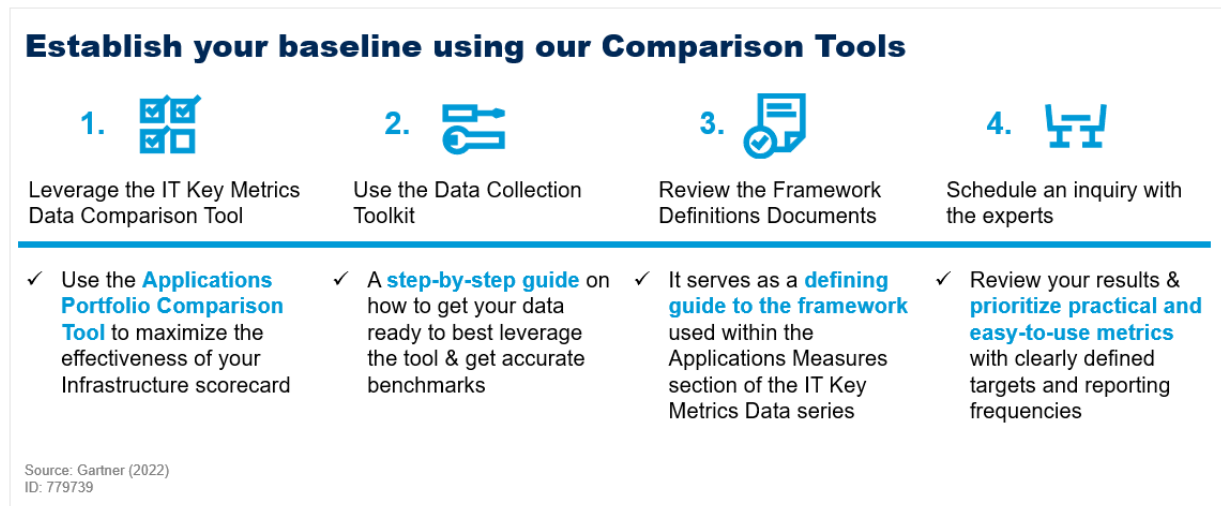 Establish your baseline using our Comparison Tools
1.
Leverage the IT Key Metrics
Data Comparison Tool
✓ Use the Applications
Portfolio Comparison
Tool to maximize the
effectiveness of your
Infrastructure scorecard
2.
Use the Data Collection
Toolkit
✓ A step-by-step guide on
how to get your data
ready to best leverage
the tool & get accurate
benchmarks
3.
Review the Framework
Definitions Documents
✓ It serves as a defining
guide to the framework
used within the
Applications Measures
section of the IT Key
Metrics Data series
4.
Schedule an inquiry with
the experts
✓ Review your results &
prioritize practical and
easy-to-use metrics
with clearly defined
targets and reporting
frequencies
Source: Gartner (2022)
ID: 779739